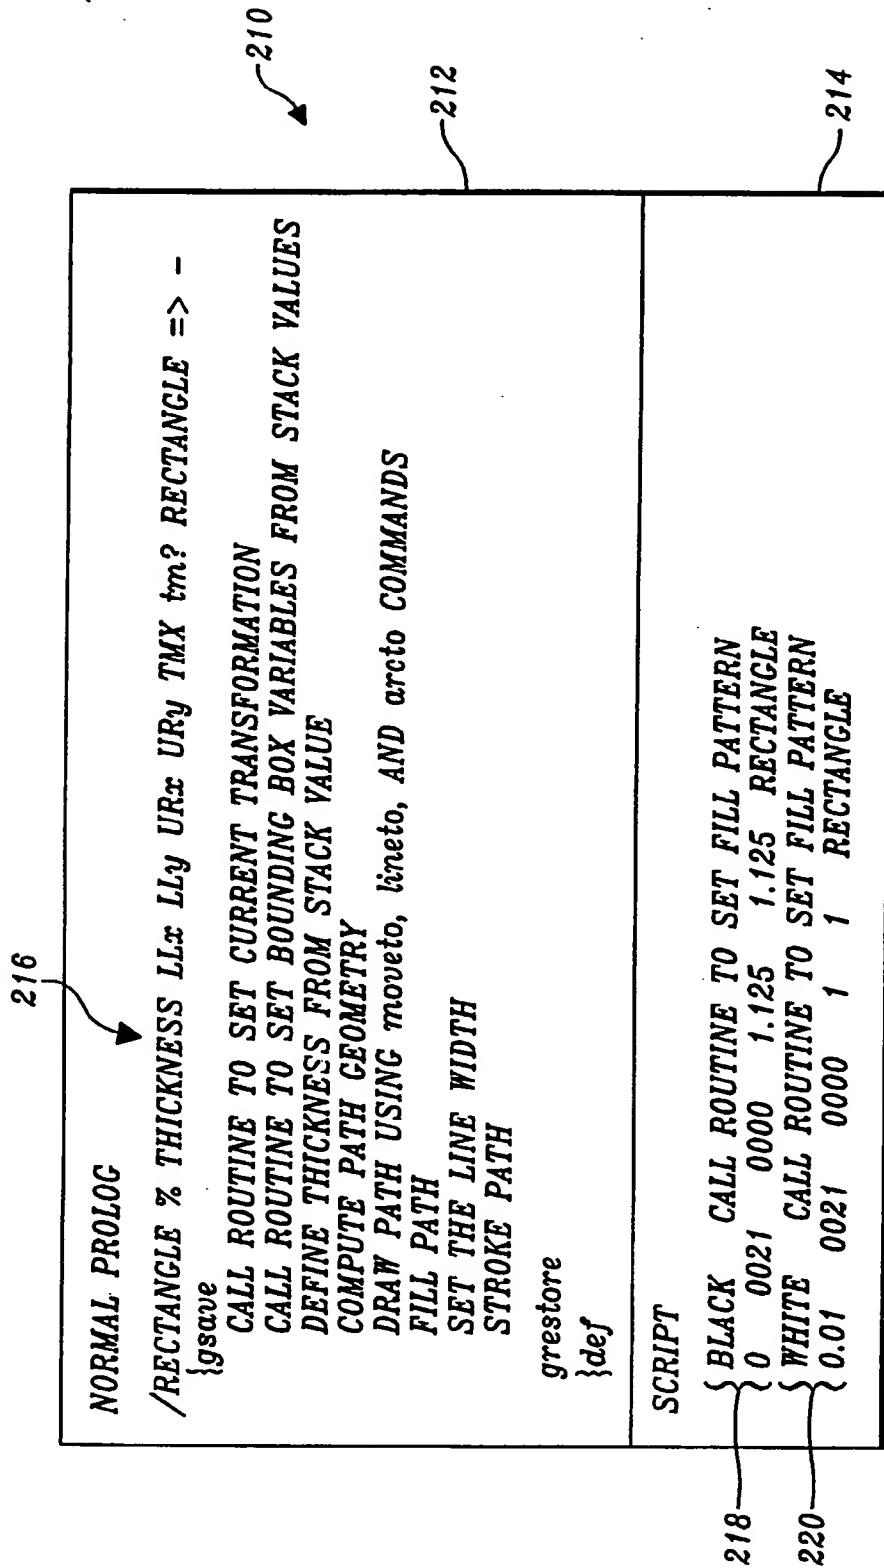 210
216
NORMAL PROLOG
/RECTANGLE % THICKNESS LLx LLy URx URy TMX tm? RECTANGLE => -
{gsave
CALL ROUTINE TO SET CURRENT TRANSFORMATION
CALL ROUTINE TO SET BOUNDING BOX VARIABLES FROM STACK VALUES
DEFINE THICKNESS FROM STACK VALUE
COMPUTE PATH GEOMETRY
DRAW PATH USING moveto, lineto, AND arcto COMMANDS
FILL PATH
SET THE LINE WIDTH
STROKE PATH
grestore
}def
212
SCRIPT
BLACK CALL ROUTINE TO SET FILL PATTERN
218 0 0021 0000 1.125 1.125 RECTANGLE
WHITE CALL ROUTINE TO SET FILL PATTERN
220 0.01 0021 0000 1 1 RECTANGLE
214